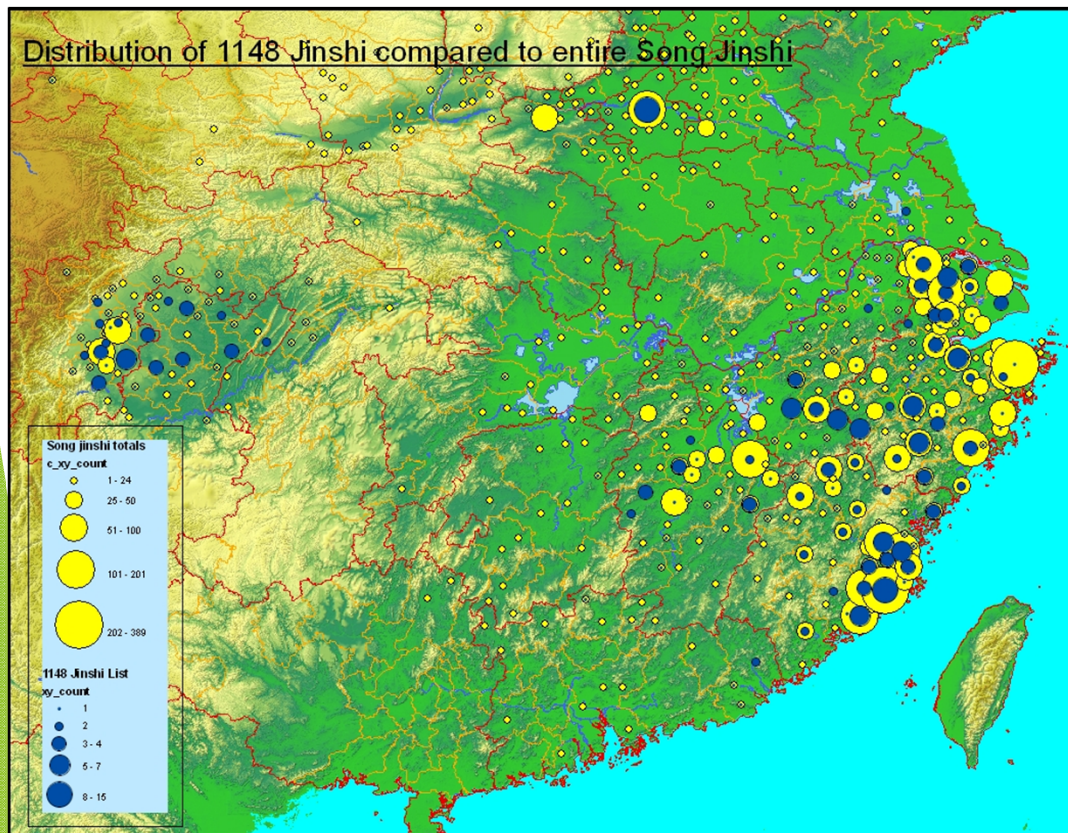 Distribution of 1148 Jinshi compared to entire Song Jinshi
Song jinshi totals
c_xy_count
1 - 24
25 - 50
51 - 100
101 - 201
202 - 389
1148 Jinshi List
xy_count
1
2
3 - 4
5 - 7
8 - 15